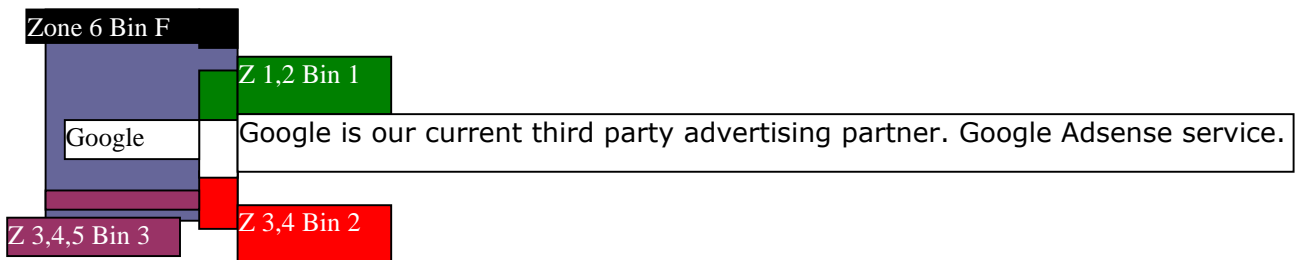 Zone 6 Bin F
Z 1,2 Bin 1
Google
Google is our current third party advertising partner. Google Adsense service.
Z 3,4,5 Bin 3
Z 3,4 Bin 2